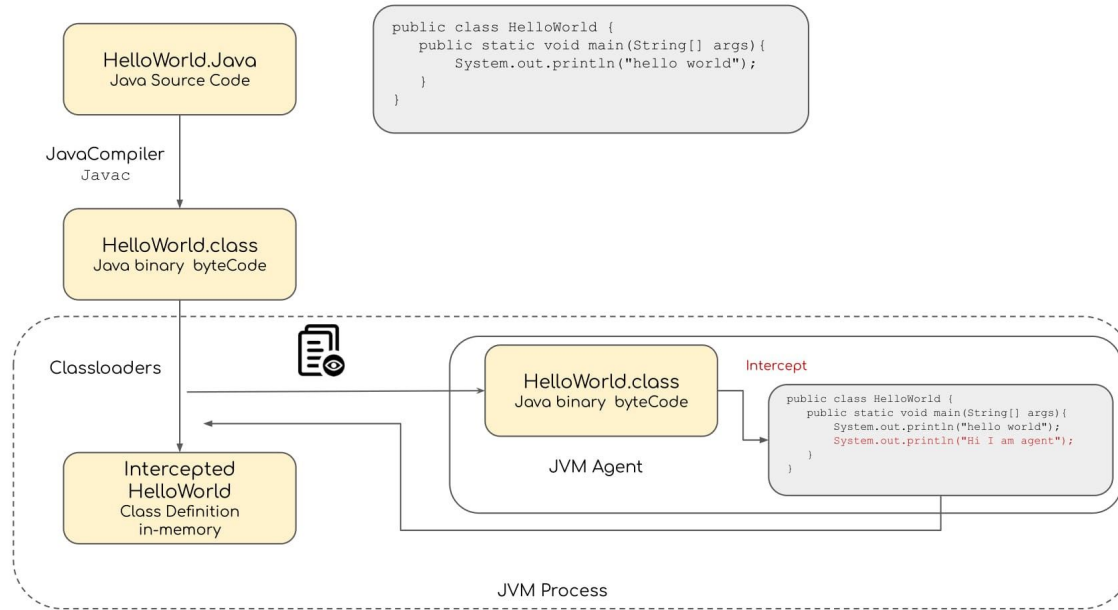 HelloWorld.Java
Java Source Code
public class HelloWorld {
public static void main(String[] args){
System.out.println("hello world");
}
}
JavaCompiler
Javac
HelloWorld.class
Java binary byteCode
Classloaders
HelloWorld.class
Java binary byteCode
JVM Agent
Intercept
public class HelloWorld {
public static void main(String[] args){
System.out.println("hello world");
System.out.println("Hi I am agent");
}
}
Intercepted
HelloWorld
Class Definition
in-memory
JVM Process